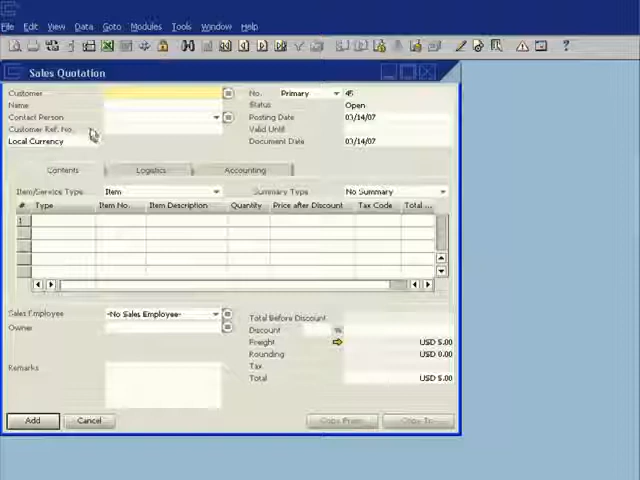 File Edit View Data Goto Modules Tools Window Help
Sales Quotation
Customer
No. Primary 45
Name
Status Open
Contact Person
Posting Date 03/14/07
Customer Ref. No.
Valid Until
Local Currency
Document Date 03/14/07
Contents Logistics Accounting
Item/Service Type Item Summary Type No Summary
# Type Item No. Item Description Quantity Price after Discount Tax Code Total ...
1
Sales Employee -No Sales Employee-
Total Before Discount
Owner
Discount %
Freight USD 5.00
Rounding USD 0.00
Remarks
Tax
Total USD 5.00
Add Cancel Copy From Copy To